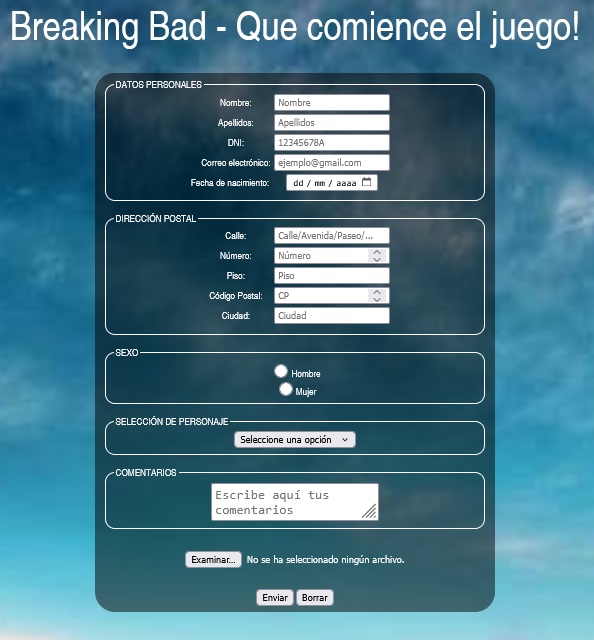 Breaking Bad - Que comience el juego!
DATOS PERSONALES
Nombre: Nombre
Apellidos: Apellidos
DNI: 12345678A
Correo electrónico: ejemplo@gmail.com
Fecha de nacimiento: dd / mm / aaaa
DIRECCIÓN POSTAL
Calle: Calle/Avenida/Paseo/...
Número: Número
Piso: Piso
Código Postal: CP
Ciudad: Ciudad
SEXO
Hombre
Mujer
SELECCIÓN DE PERSONAJE
Seleccione una opción
COMENTARIOS
Escribe aquí tus
comentarios
Examinar... No se ha seleccionado ningún archivo.
Enviar Borrar